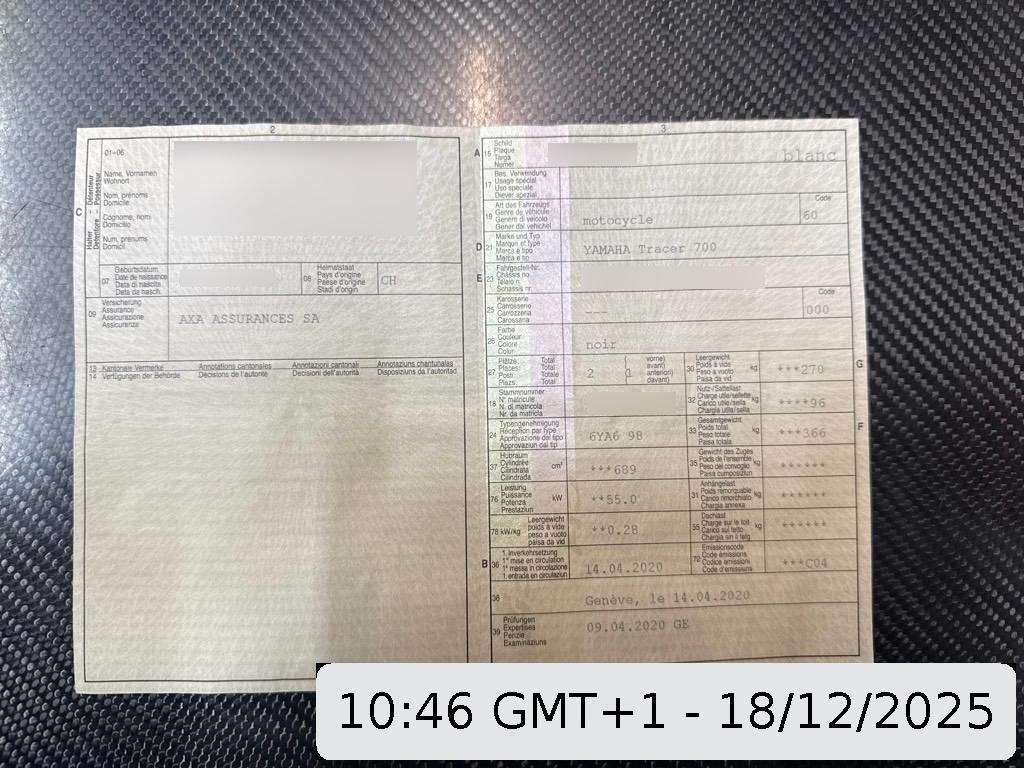 2
01-06
Halter Détenteur
Detentore Possessur
C
Name, Vornamen
Wohnort
Nom, prénoms
Domicile
Cognome, nomi
Domicilio
Num, prenums
Domicil
07
Geburtsdatum
Date de naissance
Data di nascita
Data da nasch.
08
Heimatstaat
Pays d'origine
Paese d'origine
Stadi d'origin
CH
09
Versicherung
Assurance
Assicurazione
Assicuranza
AXA ASSURANCES SA
13 Kantonale Vermerke
14 Verfügungen der Behörde
Annotations cantonales
Décisions de l'autorité
Annotazioni cantonali
Decisioni dell'autorità
Annotaziuns chantunalas
Disposiziuns da l'autoritad
3
A 15
Schild
Plaque
Targa
Numer
blanc
17
Bes. Verwendung
Usage spécial
Uso speciale
Diever spezial
19
Art des Fahrzeugs
Genre de véhicule
Genere di veicolo
Gener dal vehichel
motocycle
Code
60
D 21
Marke und Typ
Marque et type
Marca e tipo
Marca e tip
YAMAHA Tracer 700
E 23
Fahrgestell-Nr.
Châssis no
Telaio n.
Schassis nr.
25
Karosserie
Carrosserie
Carrozzeria
Carossaria
---
Code
000
26
Farbe
Couleur
Colore
Colur
noir
27
Plätze: Total
Places: Total
Posti: Totale
Plazs: Total
2
( vorne)
( avant)
1 anteriori)
( davant)
30
Leergewicht
Poids à vide
Peso a vuoto
Paisa da vid
kg
***270
G
18
Stammnummer
N° matricule
N. di matricola
Nr. da matricla
32
Nutz-/Sattellast
Charge utile/sellette
Carico utile/sella
Chargia utila/sella
kg
****96
24
Typengenehmigung
Réception par type
Approvazione del tipo
Approvaziun dal tip
6YA6 98
33
Gesamtgewicht
Poids total
Peso totale
Paisa totala
kg
***366
F
37
Hubraum
Cylindrée
Cilindrata
Cilindrada
cm³
***689
35
Gewicht des Zuges
Poids de l'ensemble
Peso del convoglio
Paisa cumposiziun
kg
******
76
Leistung
Puissance
Potenza
Prestaziun
kW
**55.0
31
Anhängelast
Poids remorquable
Carico rimorchiato
Chargia annexa
kg
******
78 kW/kg
Leergewicht
poids à vide
peso a vuoto
paisa da vid
**0.28
55
Dachlast
Charge sur le toit
Carico sul tetto
Chargia sin il tetg
kg
******
B 36
1. Inverkehrsetzung
1re mise en circulation
1a messa in circolazione
1. entrada en circulaziun
14.04.2020
72
Emissionscode
Code émissions
Codice emissioni
Code d'emissiuns
***C04
38
Genève, le 14.04.2020
39
Prüfungen
Expertises
Perizie
Examinaziuns
09.04.2020 GE
10:46 GMT+1 - 18/12/2025